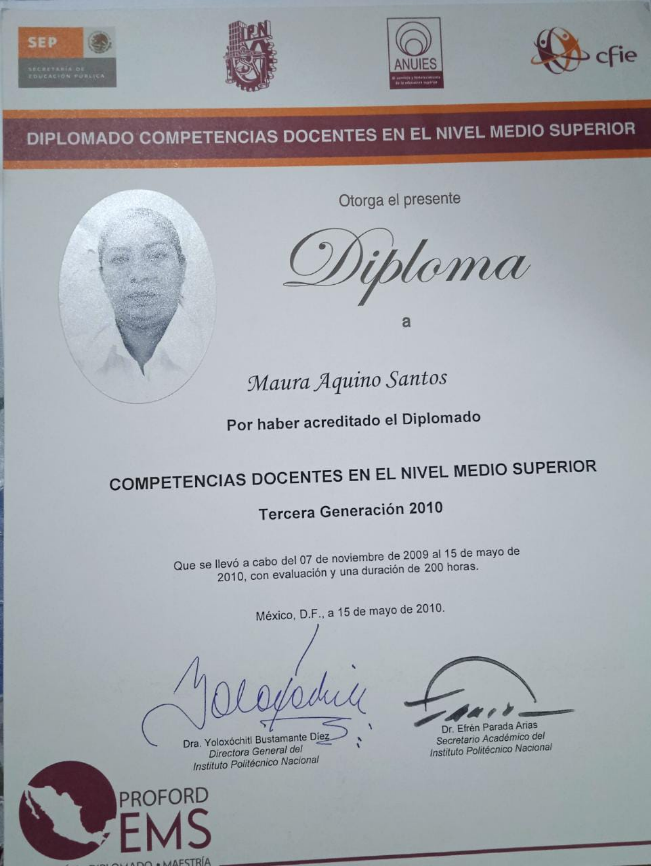 SEP
SECRETARÍA DE
EDUCACIÓN PÚBLICA
IPN
ANUIES
cfie
DIPLOMADO COMPETENCIAS DOCENTES EN EL NIVEL MEDIO SUPERIOR
Otorga el presente
Diploma
a
Maura Aquino Santos
Por haber acreditado el Diplomado
COMPETENCIAS DOCENTES EN EL NIVEL MEDIO SUPERIOR
Tercera Generación 2010
Que se llevó a cabo del 07 de noviembre de 2009 al 15 de mayo de
2010, con evaluación y una duración de 200 horas.
México, D.F., a 15 de mayo de 2010.
Dra. Yoloxóchitl Bustamante Díez
Directora General del
Instituto Politécnico Nacional
Dr. Efrén Parada Arias
Secretario Académico del
Instituto Politécnico Nacional
PROFORD
EMS
DIPLOMADO • MAESTRÍA